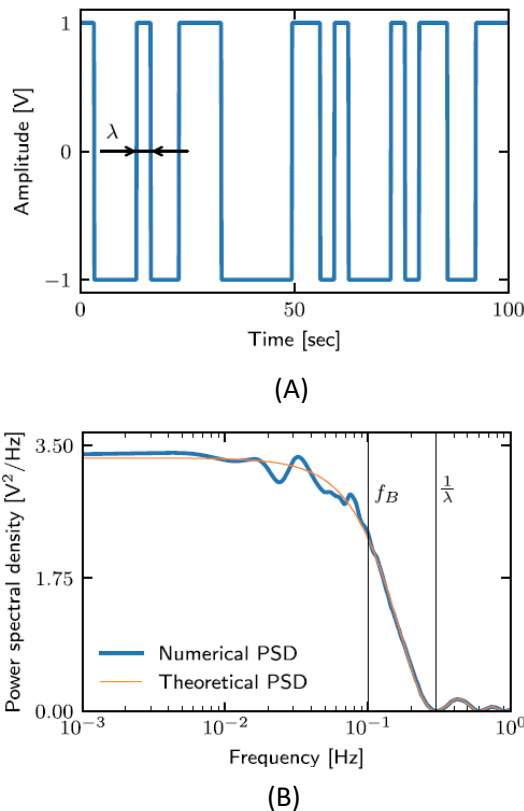 1
0
−1
Amplitude [V]
λ
0
50
100
Time [sec]
(A)
3.50
1.75
0.00
Power spectral density [V²/Hz]
f_B
1/λ
Numerical PSD
Theoretical PSD
10⁻³
10⁻²
10⁻¹
10⁰
Frequency [Hz]
(B)